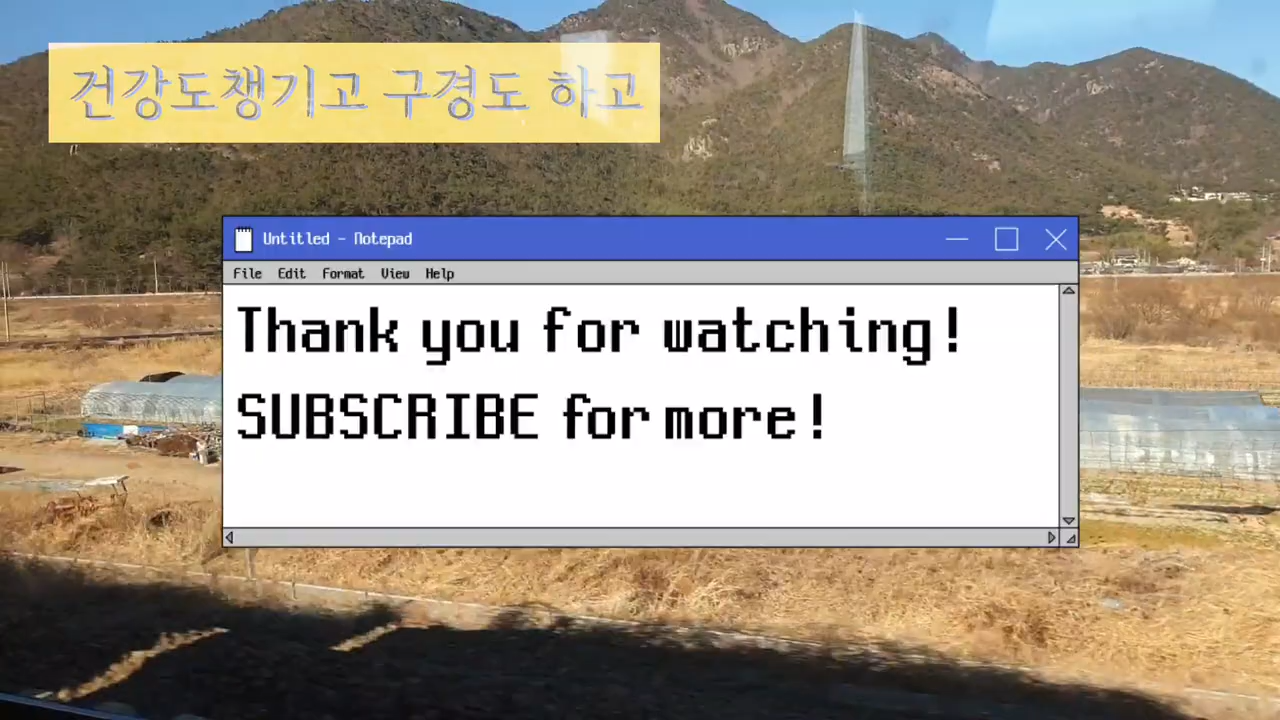 건강도챙기고 구경도 하고
Untitled - Notepad
File Edit Format View Help
Thank you for watching!
SUBSCRIBE for more!